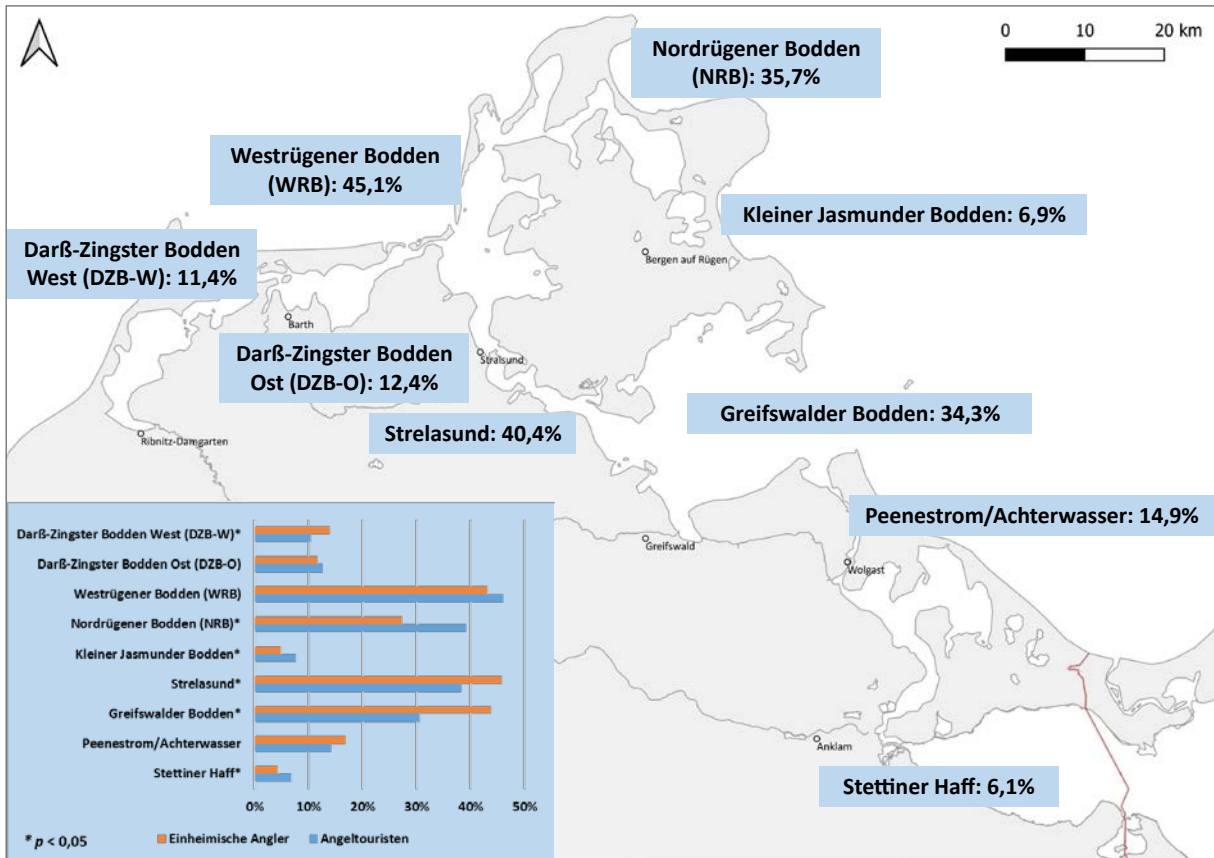 0 10 20 km
Nordrügener Bodden
(NRB): 35,7%
Westrügener Bodden
(WRB): 45,1%
Kleiner Jasmunder Bodden: 6,9%
Darß-Zingster Bodden
West (DZB-W): 11,4%
Bergen auf Rügen
Barth
Darß-Zingster Bodden
Ost (DZB-O): 12,4%
Stralsund
Greifswalder Bodden: 34,3%
Strelasund: 40,4%
Ribnitz-Damgarten
Peenestrom/Achterwasser: 14,9%
Greifswald
Wolgast
Anklam
Stettiner Haff: 6,1%
Darß-Zingster Bodden West (DZB-W)*
Darß-Zingster Bodden Ost (DZB-O)
Westrügener Bodden (WRB)
Nordrügener Bodden (NRB)*
Kleiner Jasmunder Bodden*
Strelasund*
Greifswalder Bodden*
Peenestrom/Achterwasser
Stettiner Haff*
0% 10% 20% 30% 40% 50%
* p < 0,05 Einheimische Angler Angeltouristen